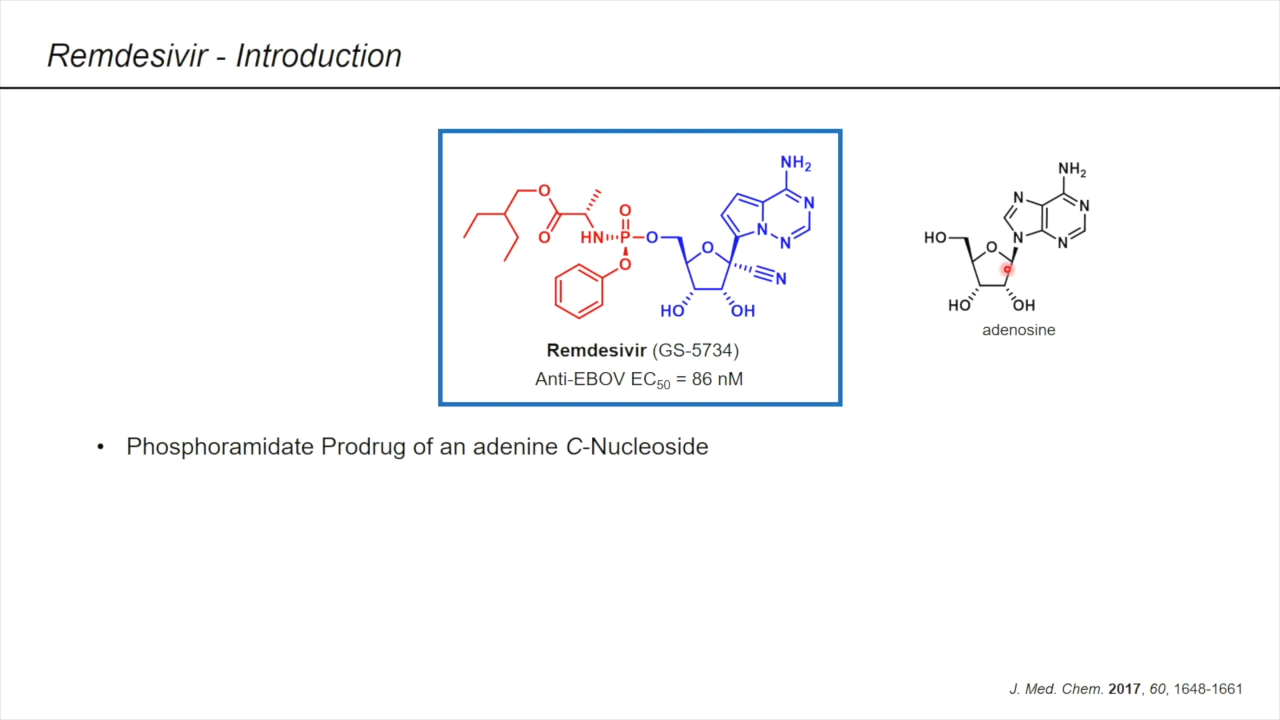 Remdesivir - Introduction
NH2
N
N
N
N
O
O
O
HN
P
O
O
O
N
HO
OH
Remdesivir (GS-5734)
Anti-EBOV EC50 = 86 nM
NH2
N
N
N
N
HO
O
HO
OH
adenosine
• Phosphoramidate Prodrug of an adenine C-Nucleoside
J. Med. Chem. 2017, 60, 1648-1661